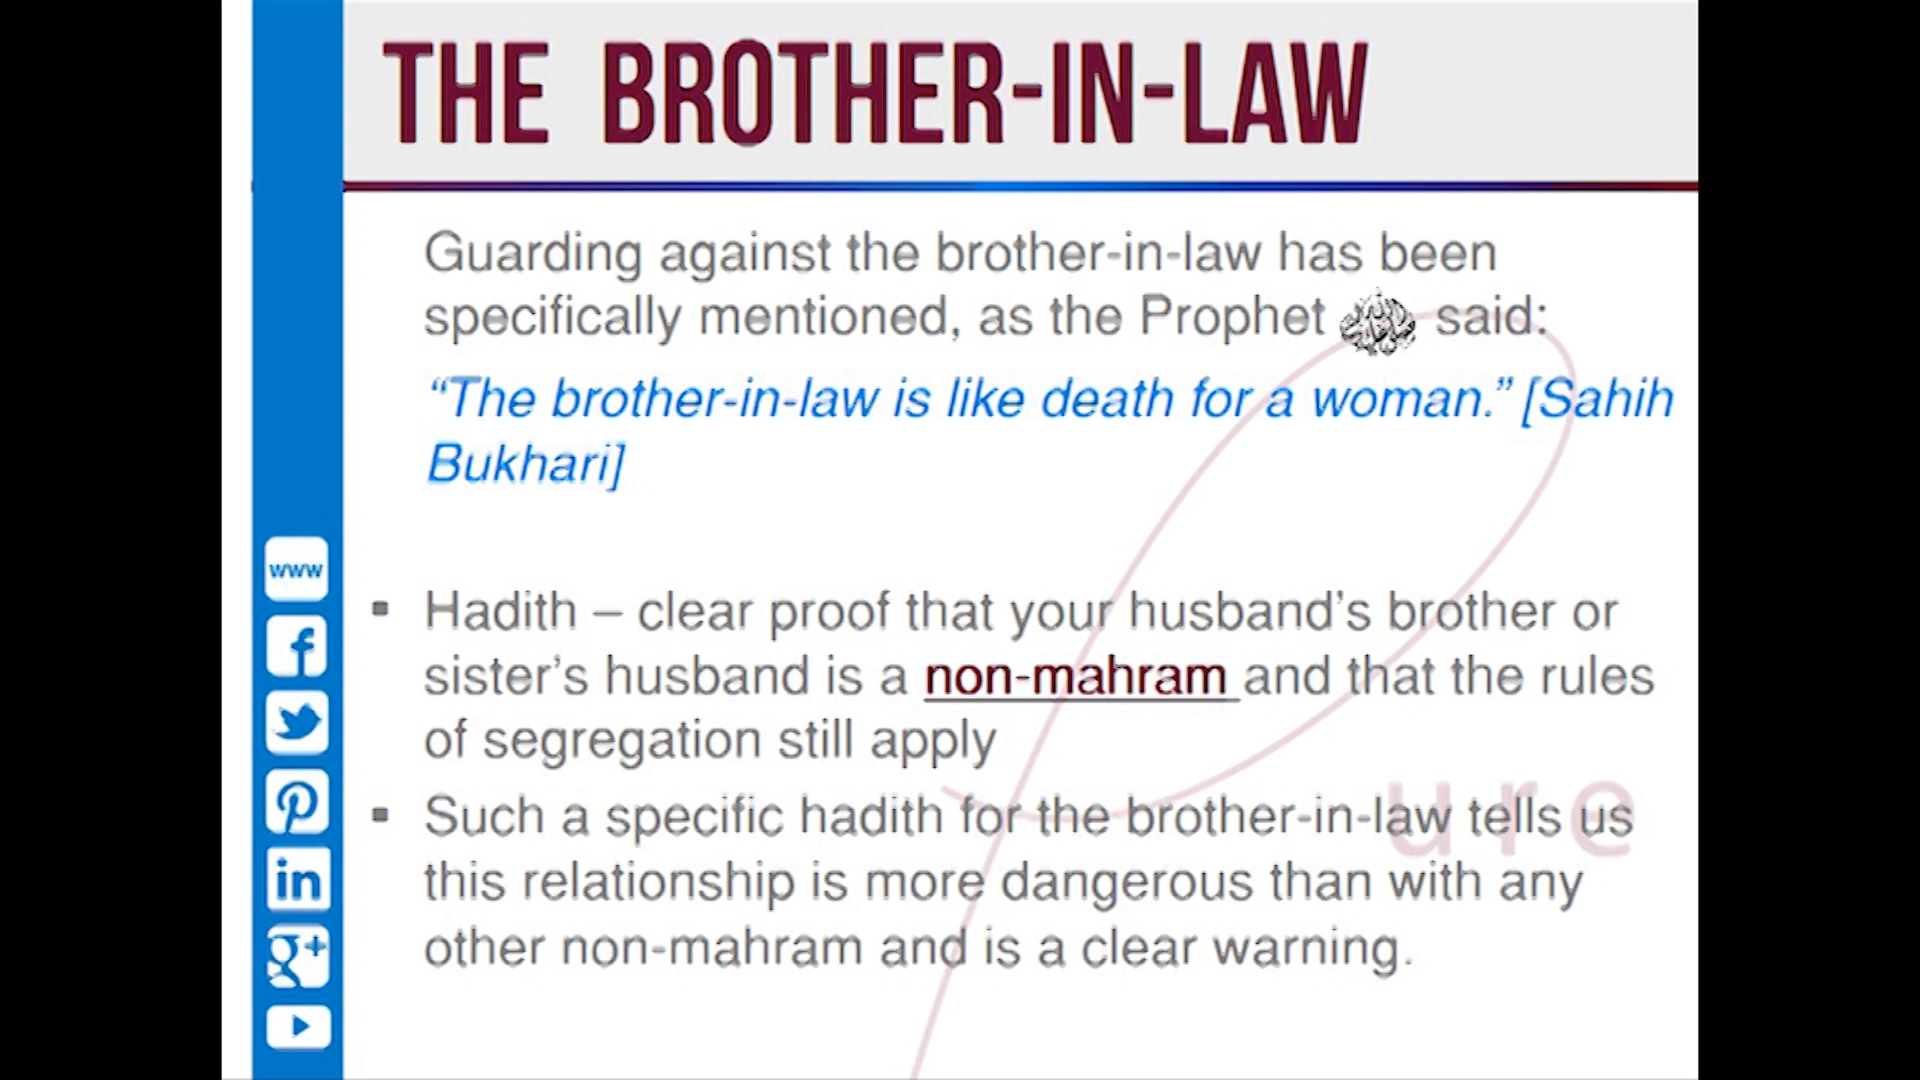 THE BROTHER-IN-LAW
Guarding against the brother-in-law has been
specifically mentioned, as the Prophet ﷺ said:
“The brother-in-law is like death for a woman.” [Sahih
Bukhari]
▪ Hadith – clear proof that your husband’s brother or
sister’s husband is a non-mahram and that the rules
of segregation still apply
▪ Such a specific hadith for the brother-in-law tells us
this relationship is more dangerous than with any
other non-mahram and is a clear warning.
ure
www
f
in
g+